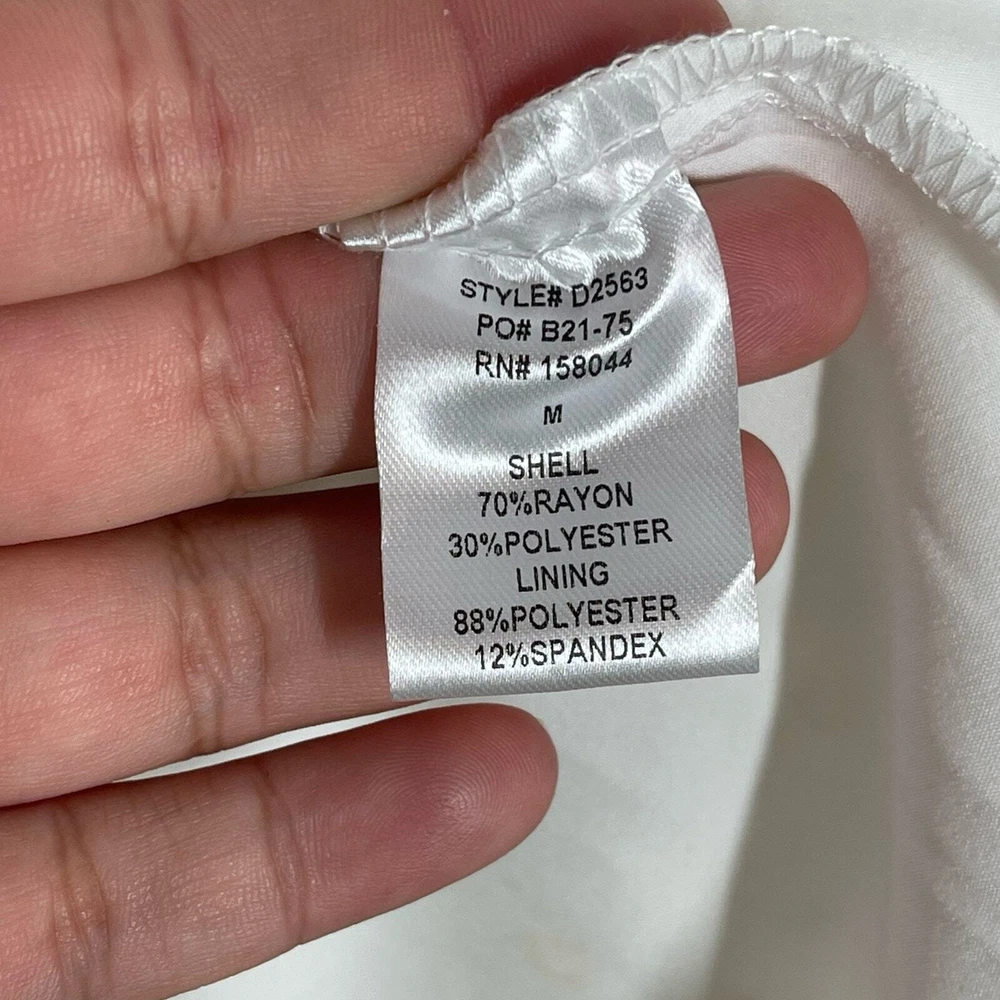 STYLE# D2563
PO# B21-75
RN# 158044
M
SHELL
70%RAYON
30%POLYESTER
LINING
88%POLYESTER
12%SPANDEX